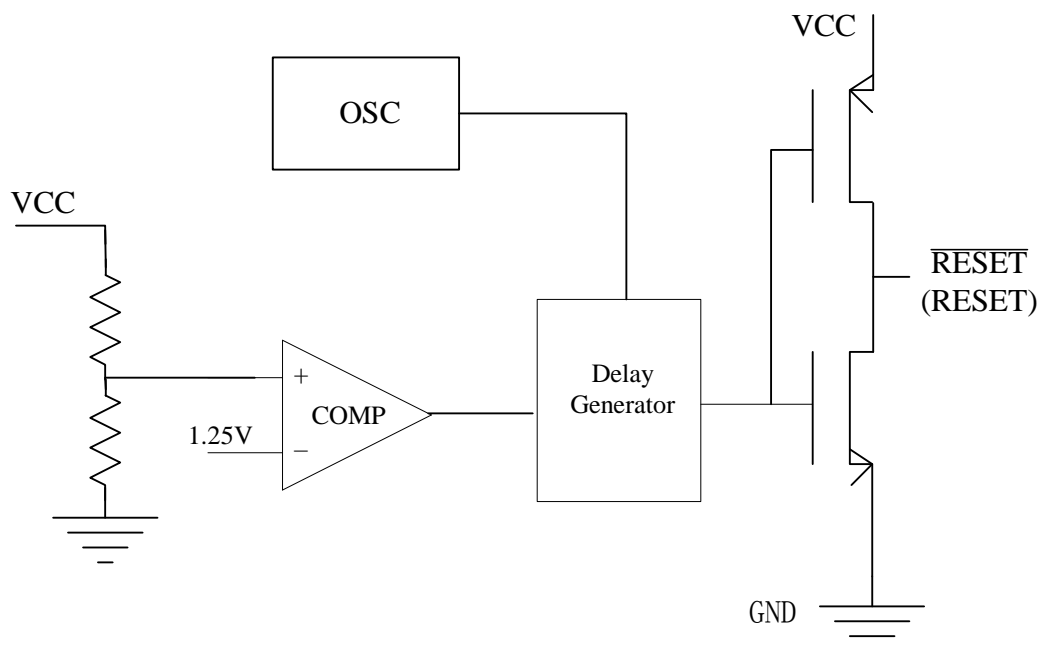 VCC
OSC
VCC
RESET
(RESET)
+
COMP
1.25V
−
Delay
Generator
GND